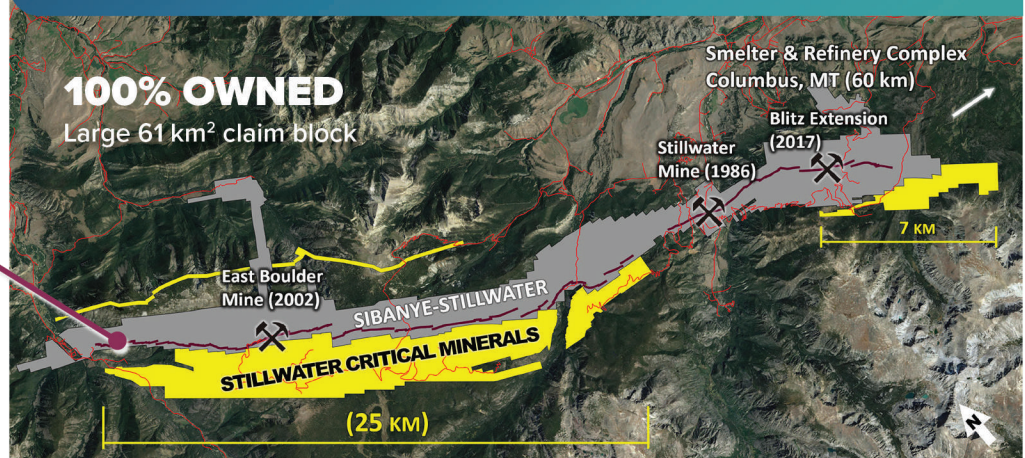 100% OWNED
Large 61 km² claim block
Smelter & Refinery Complex
Columbus, MT (60 km)
Blitz Extension
(2017)
Stillwater
Mine (1986)
7 KM
East Boulder
Mine (2002)
SIBANYE-STILLWATER
STILLWATER CRITICAL MINERALS
(25 KM)
N